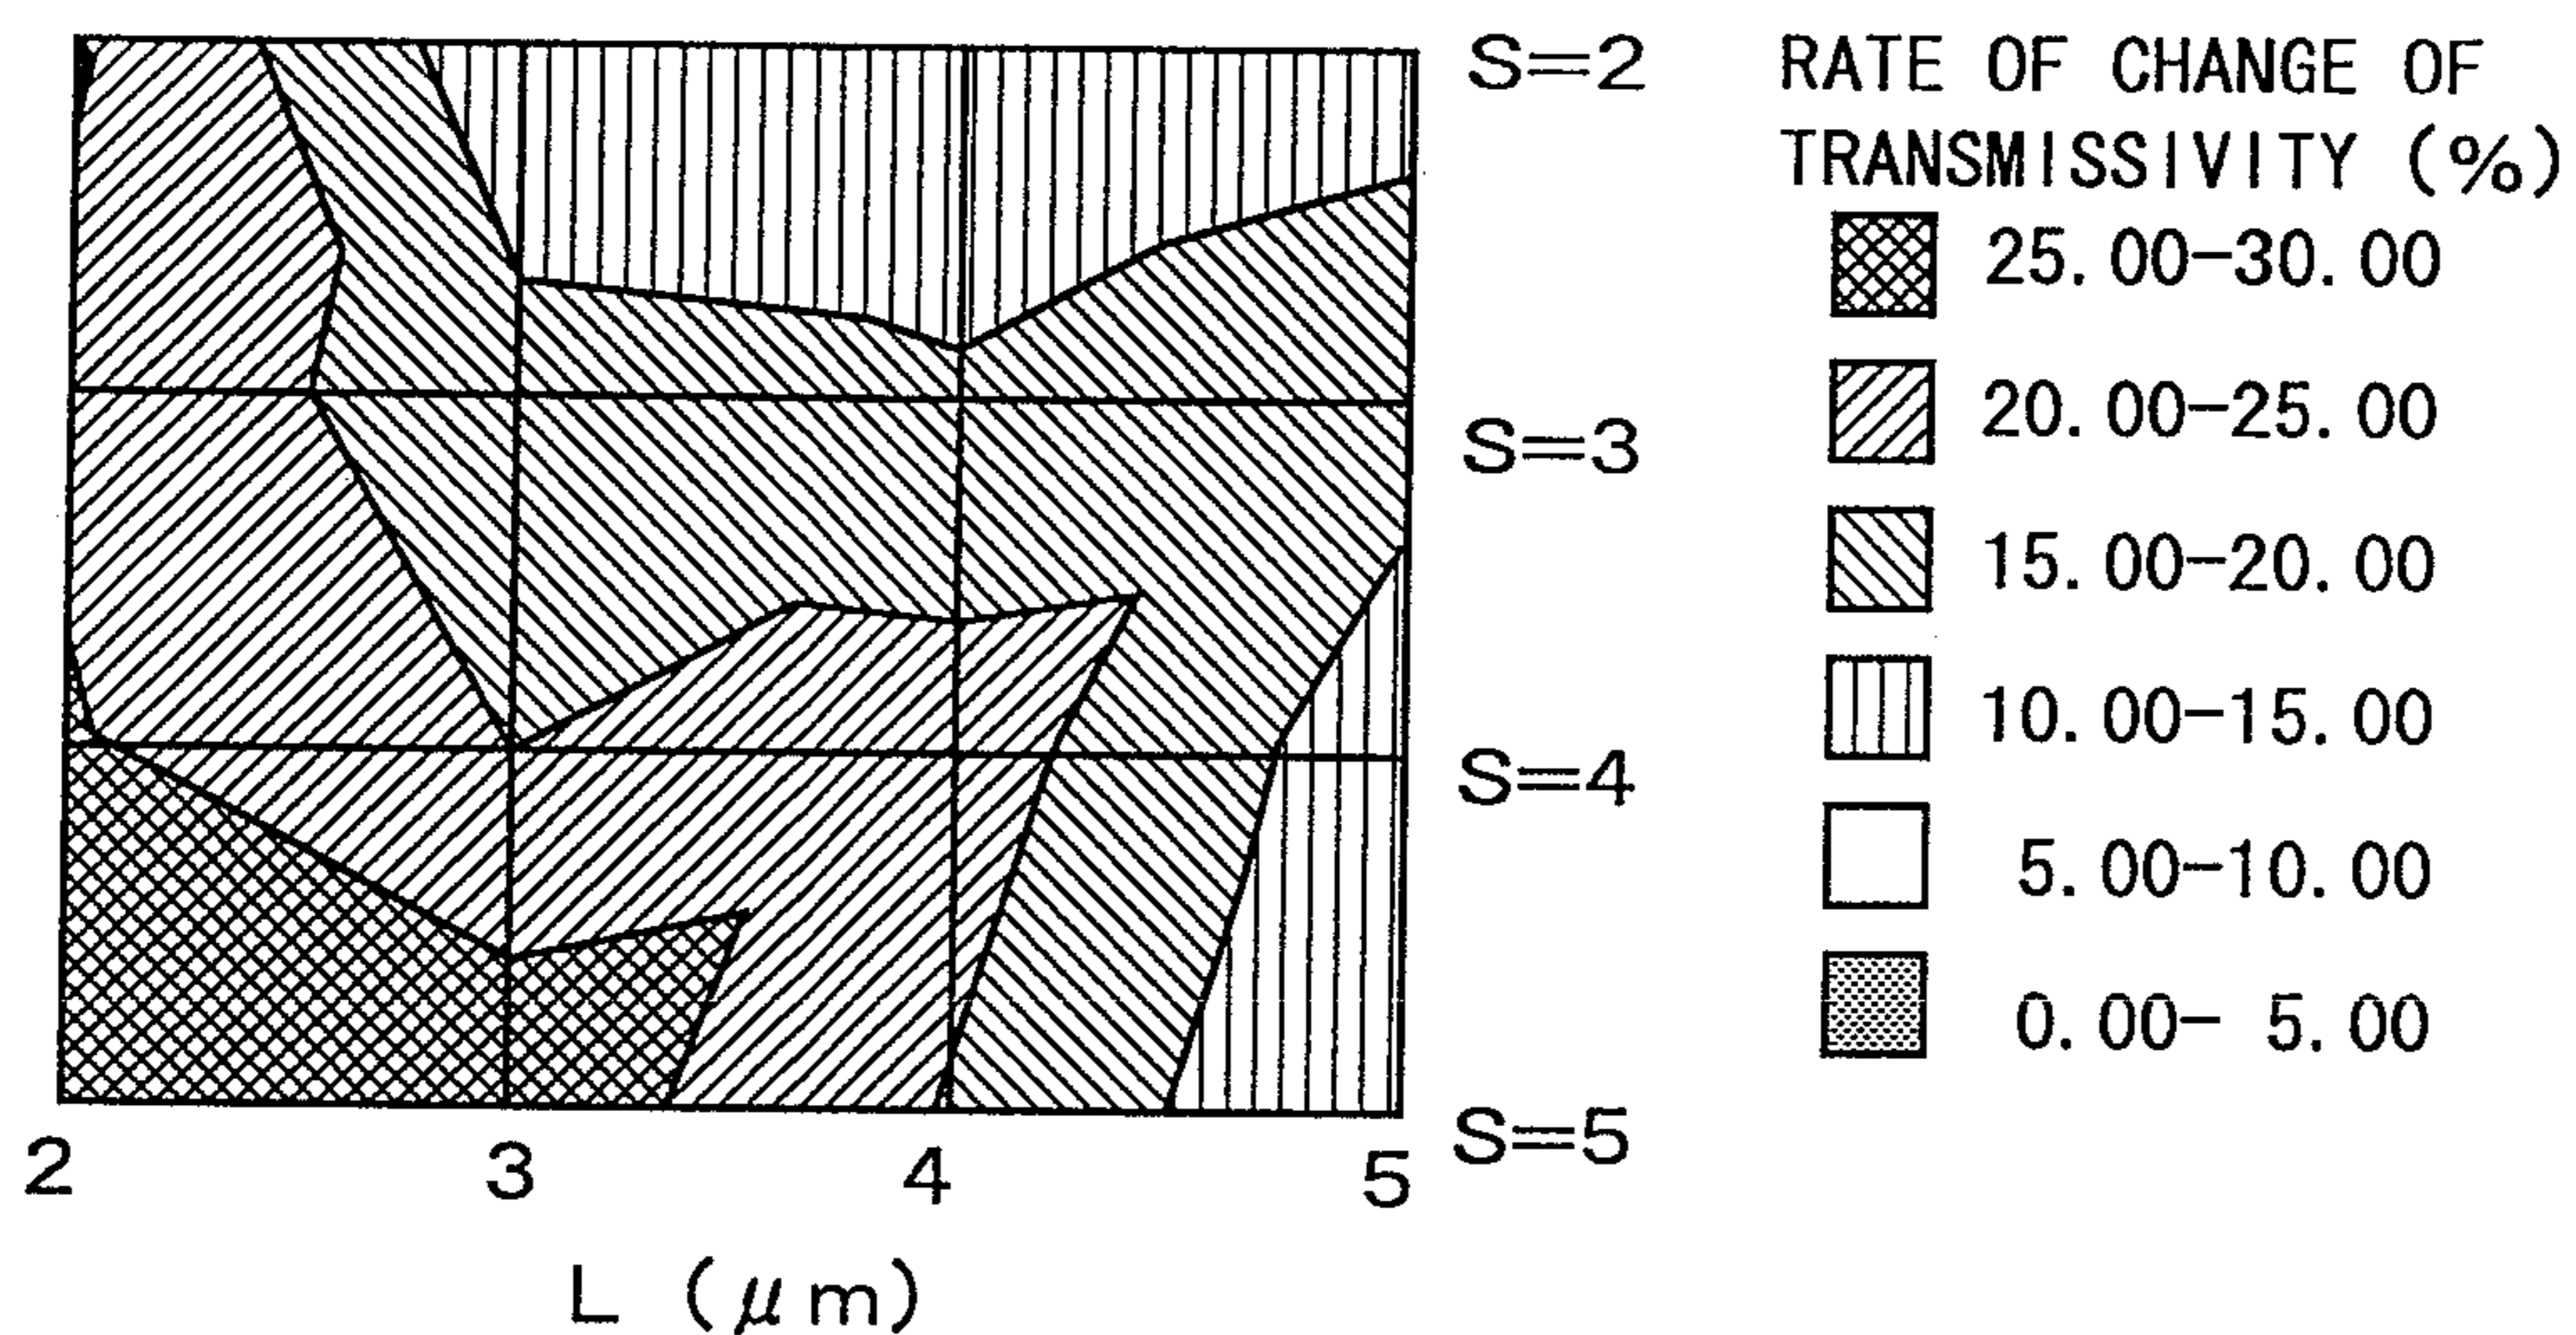 S=2
S=3
S=4
S=5
2 3 4 5
L (μm)
RATE OF CHANGE OF
TRANSMISSIVITY (%)
25.00-30.00
20.00-25.00
15.00-20.00
10.00-15.00
5.00-10.00
0.00- 5.00